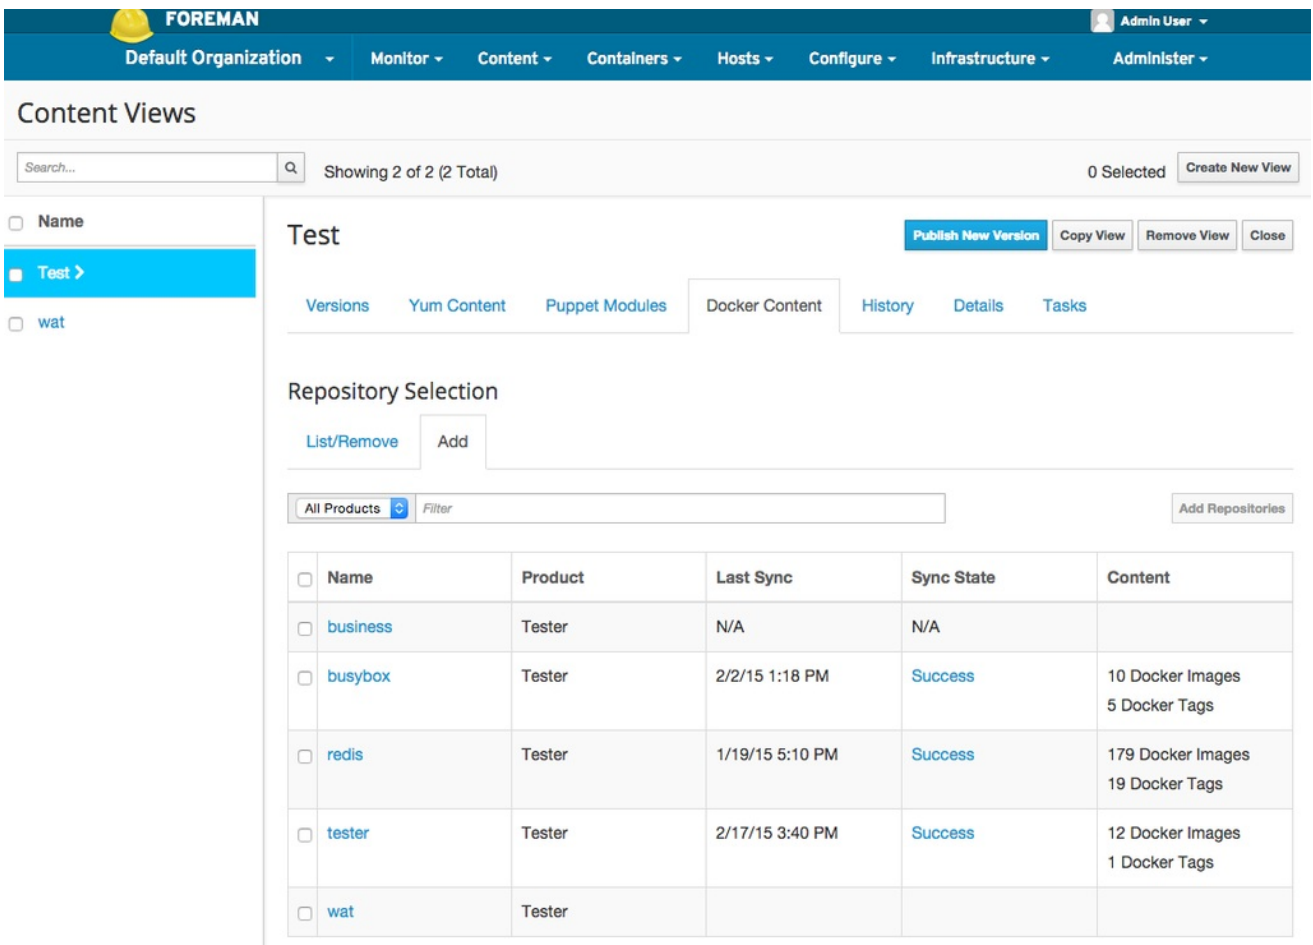 FOREMAN
Admin User
Default Organization Monitor Content Containers Hosts Configure Infrastructure Administer
Content Views
Search... Showing 2 of 2 (2 Total) 0 Selected Create New View
Name
Test
wat
Test Publish New Version Copy View Remove View Close
Versions Yum Content Puppet Modules Docker Content History Details Tasks
Repository Selection
List/Remove Add
All Products Filter Add Repositories
Name Product Last Sync Sync State Content
business Tester N/A N/A
busybox Tester 2/2/15 1:18 PM Success 10 Docker Images
5 Docker Tags
redis Tester 1/19/15 5:10 PM Success 179 Docker Images
19 Docker Tags
tester Tester 2/17/15 3:40 PM Success 12 Docker Images
1 Docker Tags
wat Tester